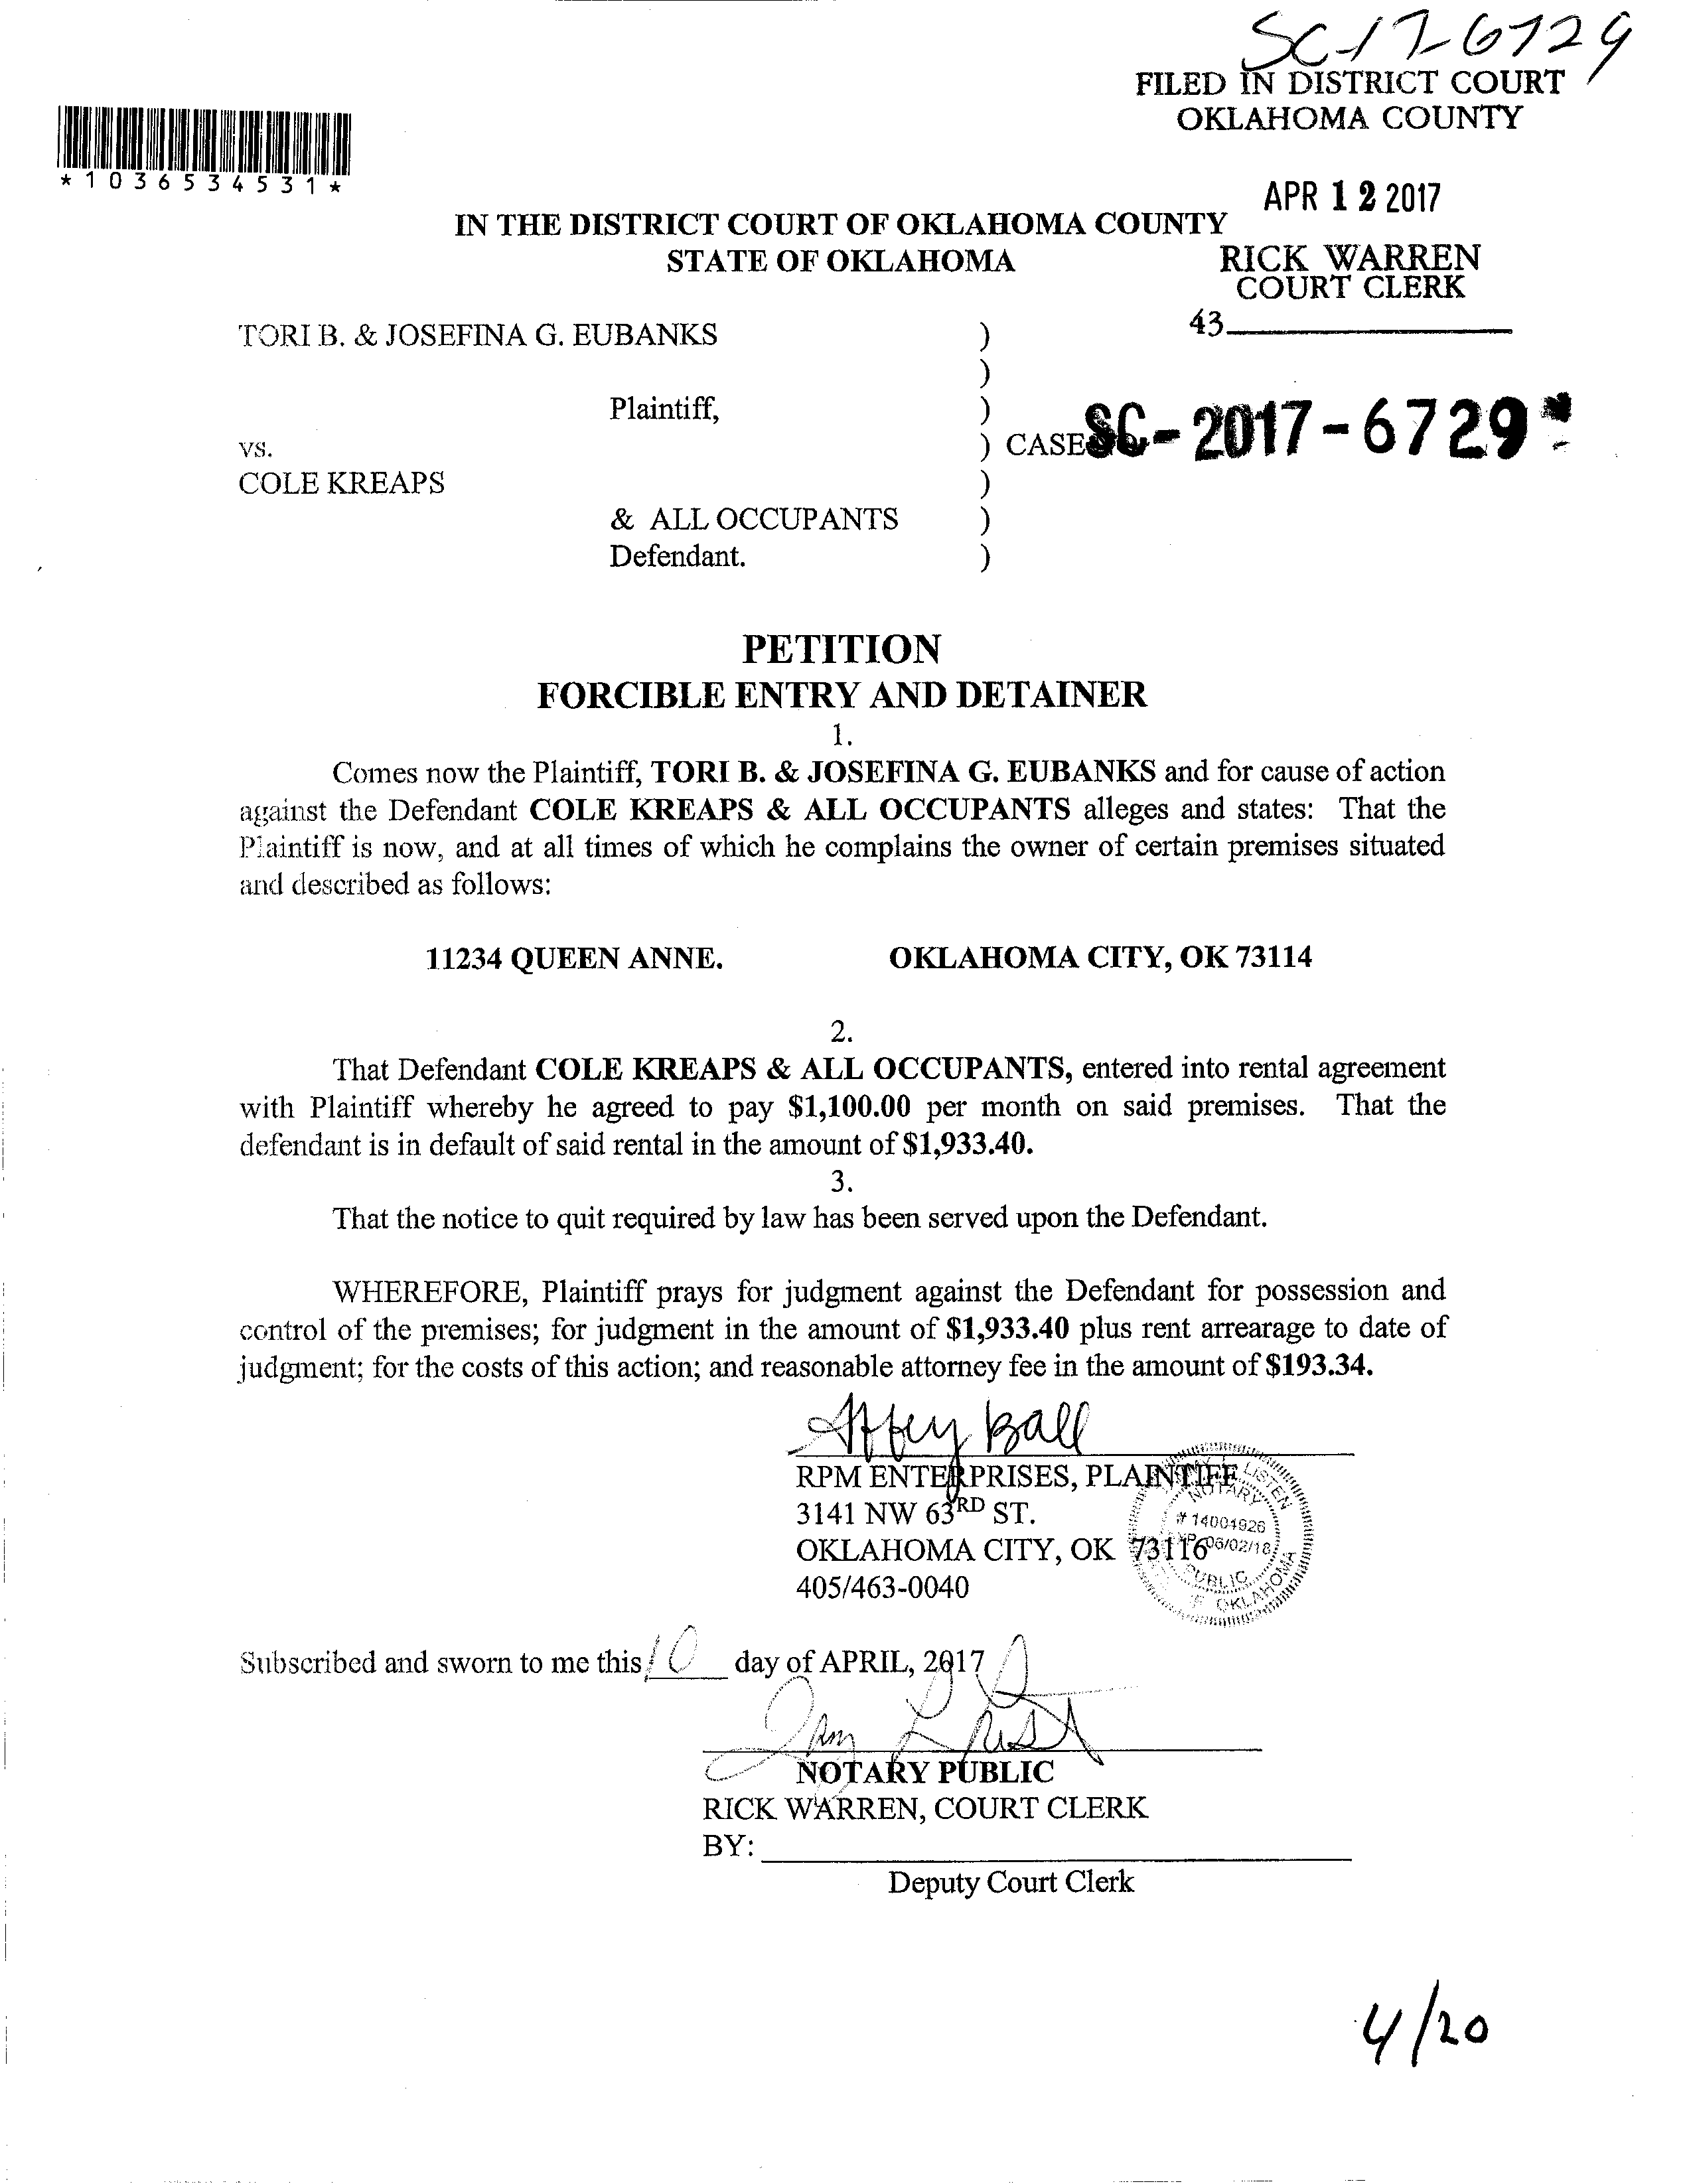 SC-17-6729
FILED IN DISTRICT COURT
OKLAHOMA COUNTY
*1036534531*
APR 12 2017
IN THE DISTRICT COURT OF OKLAHOMA COUNTY
STATE OF OKLAHOMA
RICK WARREN
COURT CLERK
43
TORI B. & JOSEFINA G. EUBANKS )
)
Plaintiff, )
vs. ) CASE SC-2017-6729
COLE KREAPS )
& ALL OCCUPANTS )
Defendant. )
PETITION
FORCIBLE ENTRY AND DETAINER
1.
Comes now the Plaintiff, TORI B. & JOSEFINA G. EUBANKS and for cause of action
against the Defendant COLE KREAPS & ALL OCCUPANTS alleges and states: That the
Plaintiff is now, and at all times of which he complains the owner of certain premises situated
and described as follows:
11234 QUEEN ANNE. OKLAHOMA CITY, OK 73114
2.
That Defendant COLE KREAPS & ALL OCCUPANTS, entered into rental agreement
with Plaintiff whereby he agreed to pay $1,100.00 per month on said premises. That the
defendant is in default of said rental in the amount of $1,933.40.
3.
That the notice to quit required by law has been served upon the Defendant.
WHEREFORE, Plaintiff prays for judgment against the Defendant for possession and
control of the premises; for judgment in the amount of $1,933.40 plus rent arrearage to date of
judgment; for the costs of this action; and reasonable attorney fee in the amount of $193.34.
Ball
RPM ENTERPRISES, PLAINTIFF
3141 NW 63RD ST.
OKLAHOMA CITY, OK 73116
405/463-0040
NOTARY
# 14004926
06/02/18
PUBLIC
OKLAHOMA
Subscribed and sworn to me this 10 day of APRIL, 2017
NOTARY PUBLIC
RICK WARREN, COURT CLERK
BY:
Deputy Court Clerk
4/20